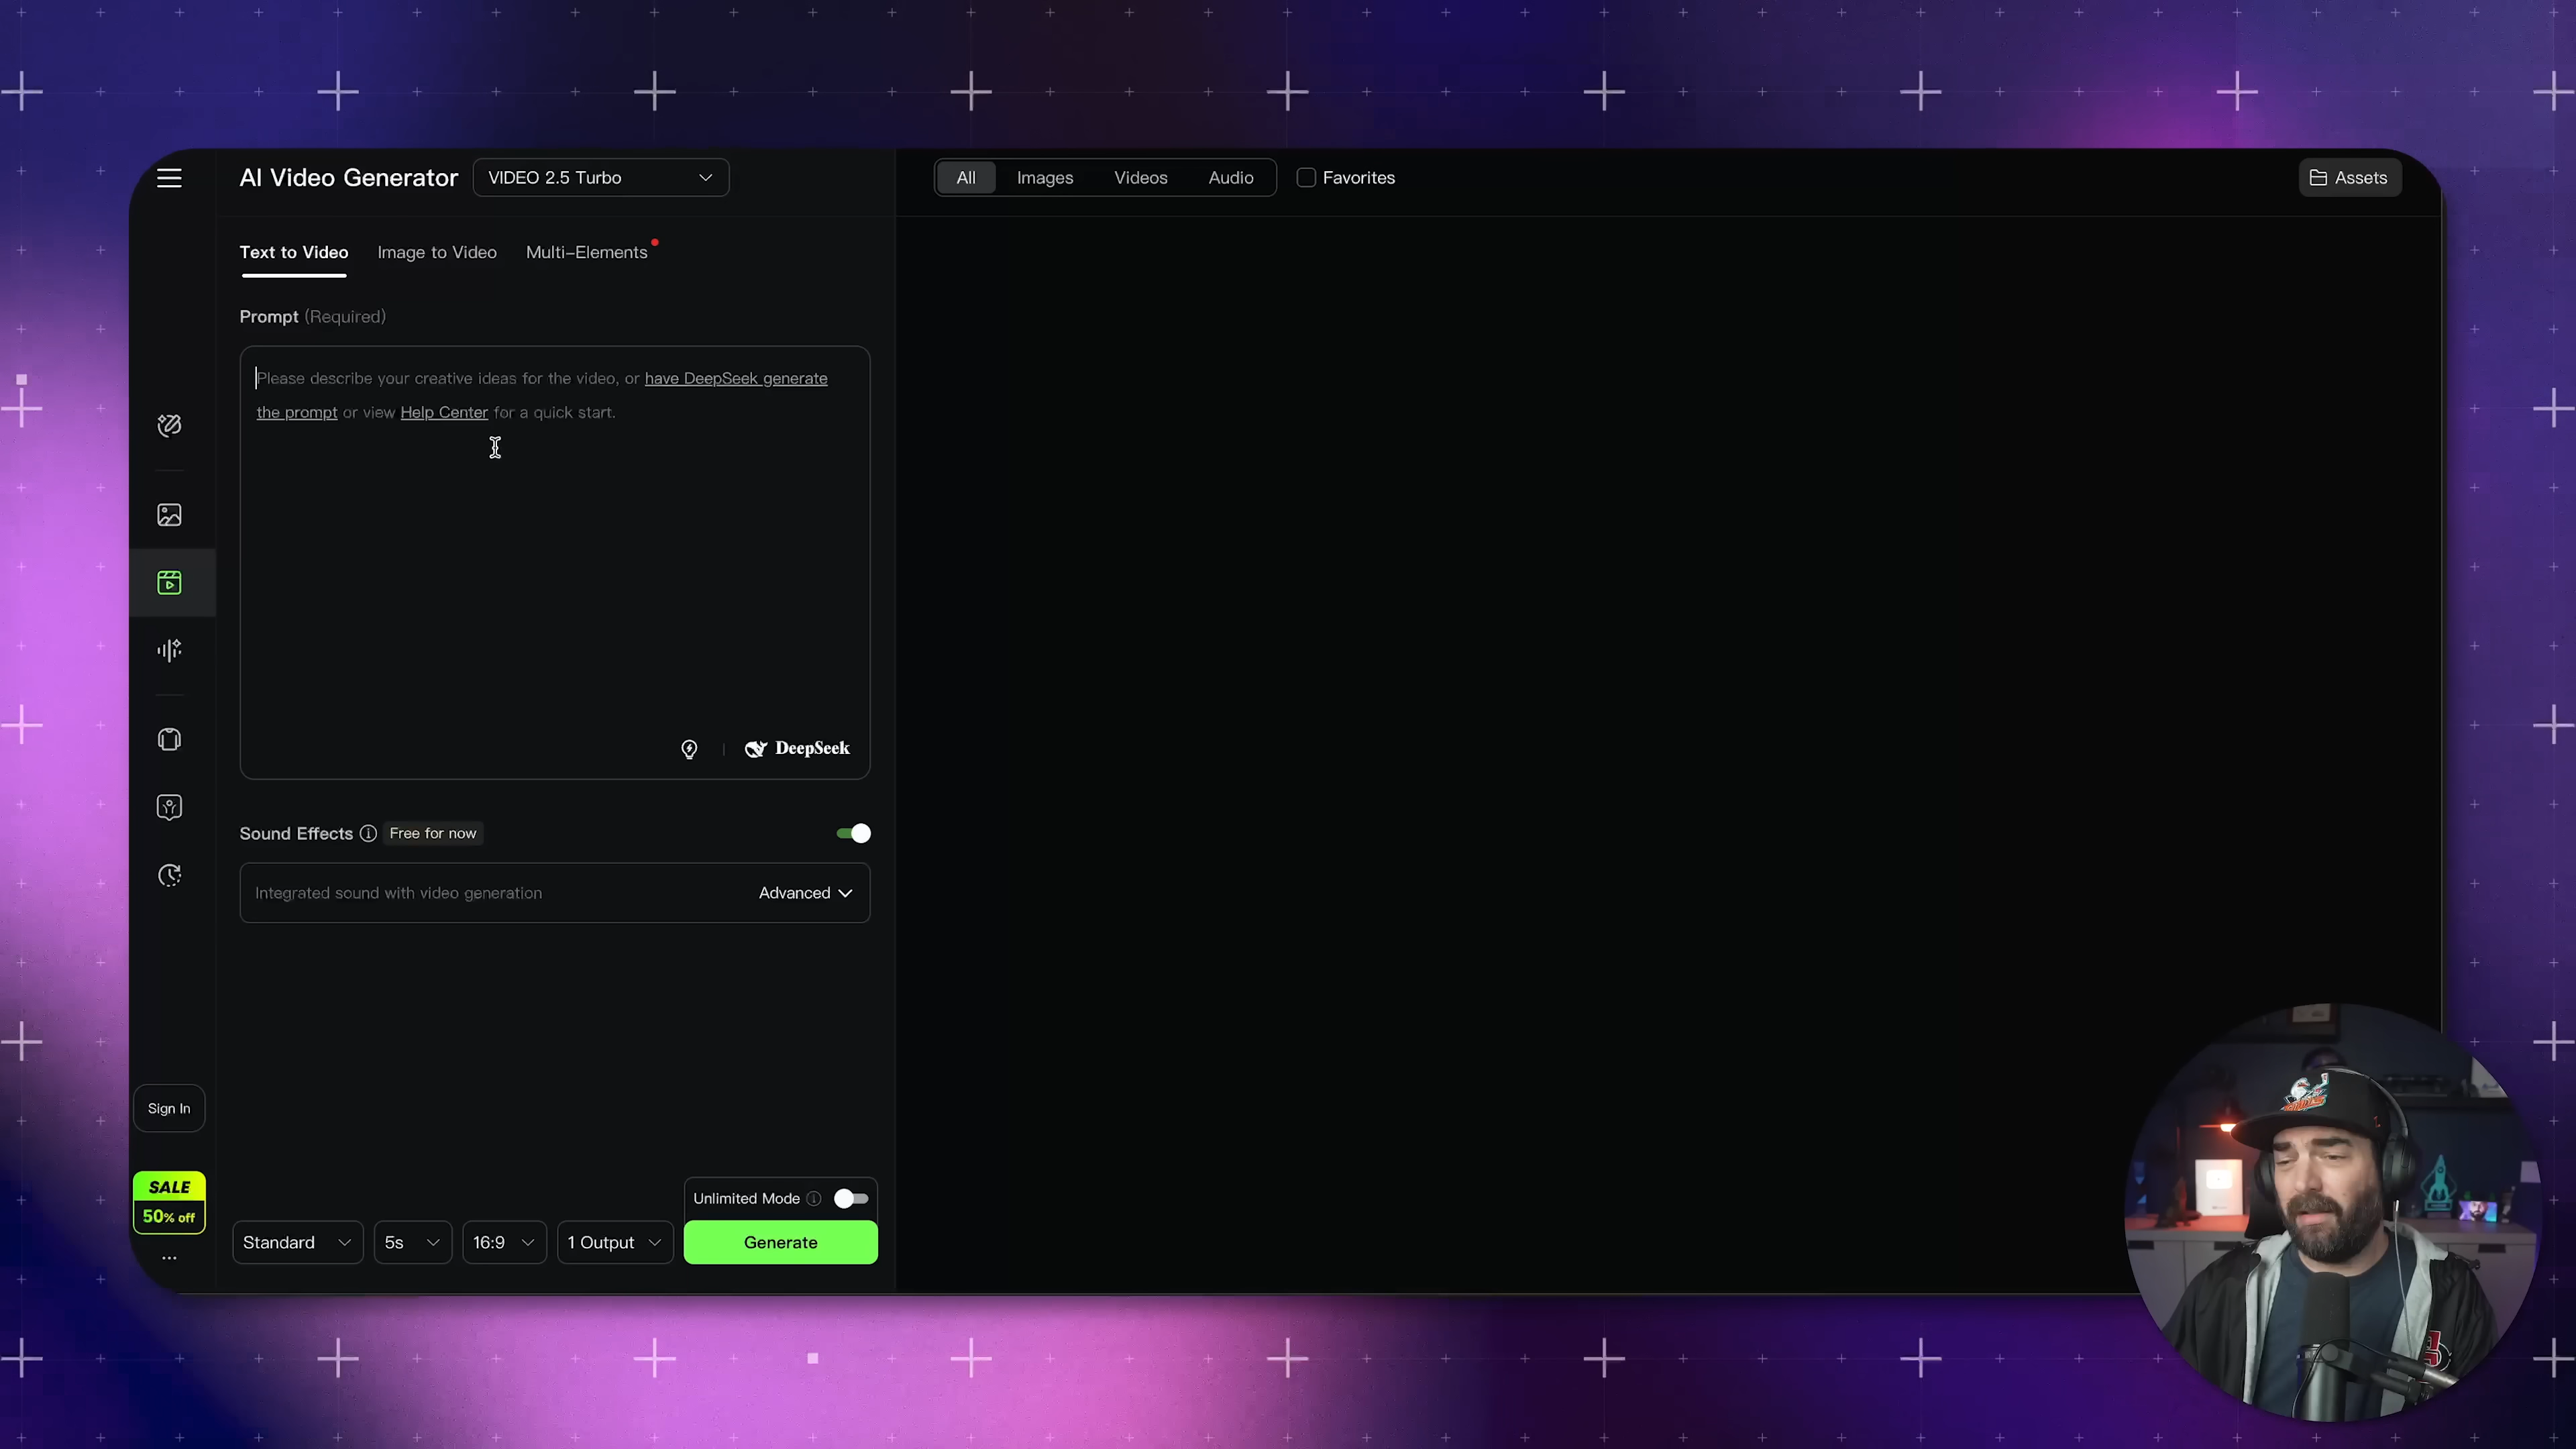 AI Video Generator
VIDEO 2.5 Turbo
All
Images
Videos
Audio
Favorites
Assets
Text to Video
Image to Video
Multi-Elements
Prompt (Required)
Please describe your creative ideas for the video, or have DeepSeek generate
the prompt or view Help Center for a quick start.
DeepSeek
Sound Effects
Free for now
Integrated sound with video generation
Advanced
Sign In
SALE
50% off
Unlimited Mode
Standard
5s
16:9
1 Output
Generate